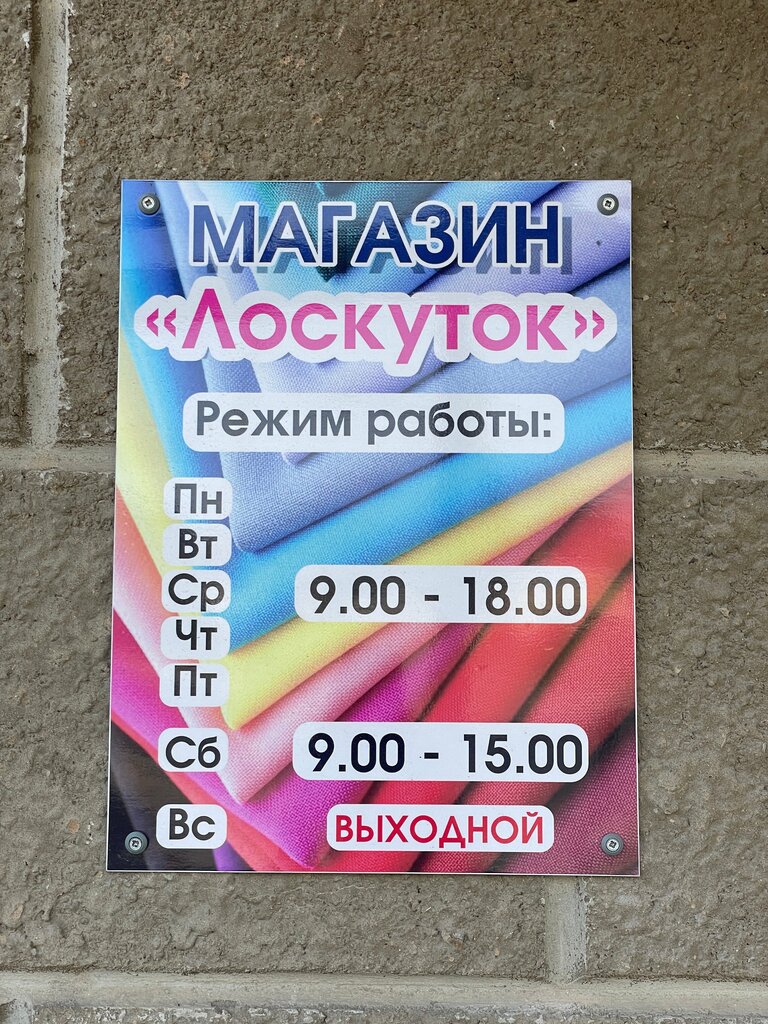 МАГАЗИН
«Лоскуток»
Режим работы:
Пн
Вт
Ср 9.00 - 18.00
Чт
Пт
Сб 9.00 - 15.00
Вс ВЫХОДНОЙ